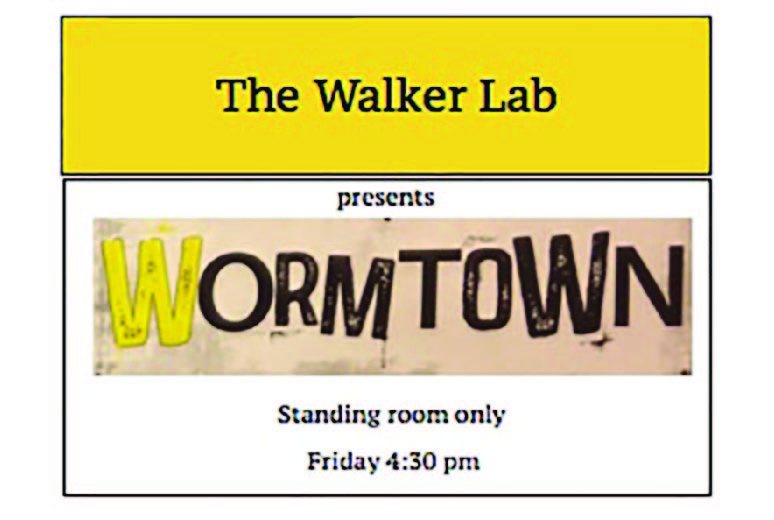 The Walker Lab
presents
WORMTOWN
Standing room only
Friday 4:30 pm